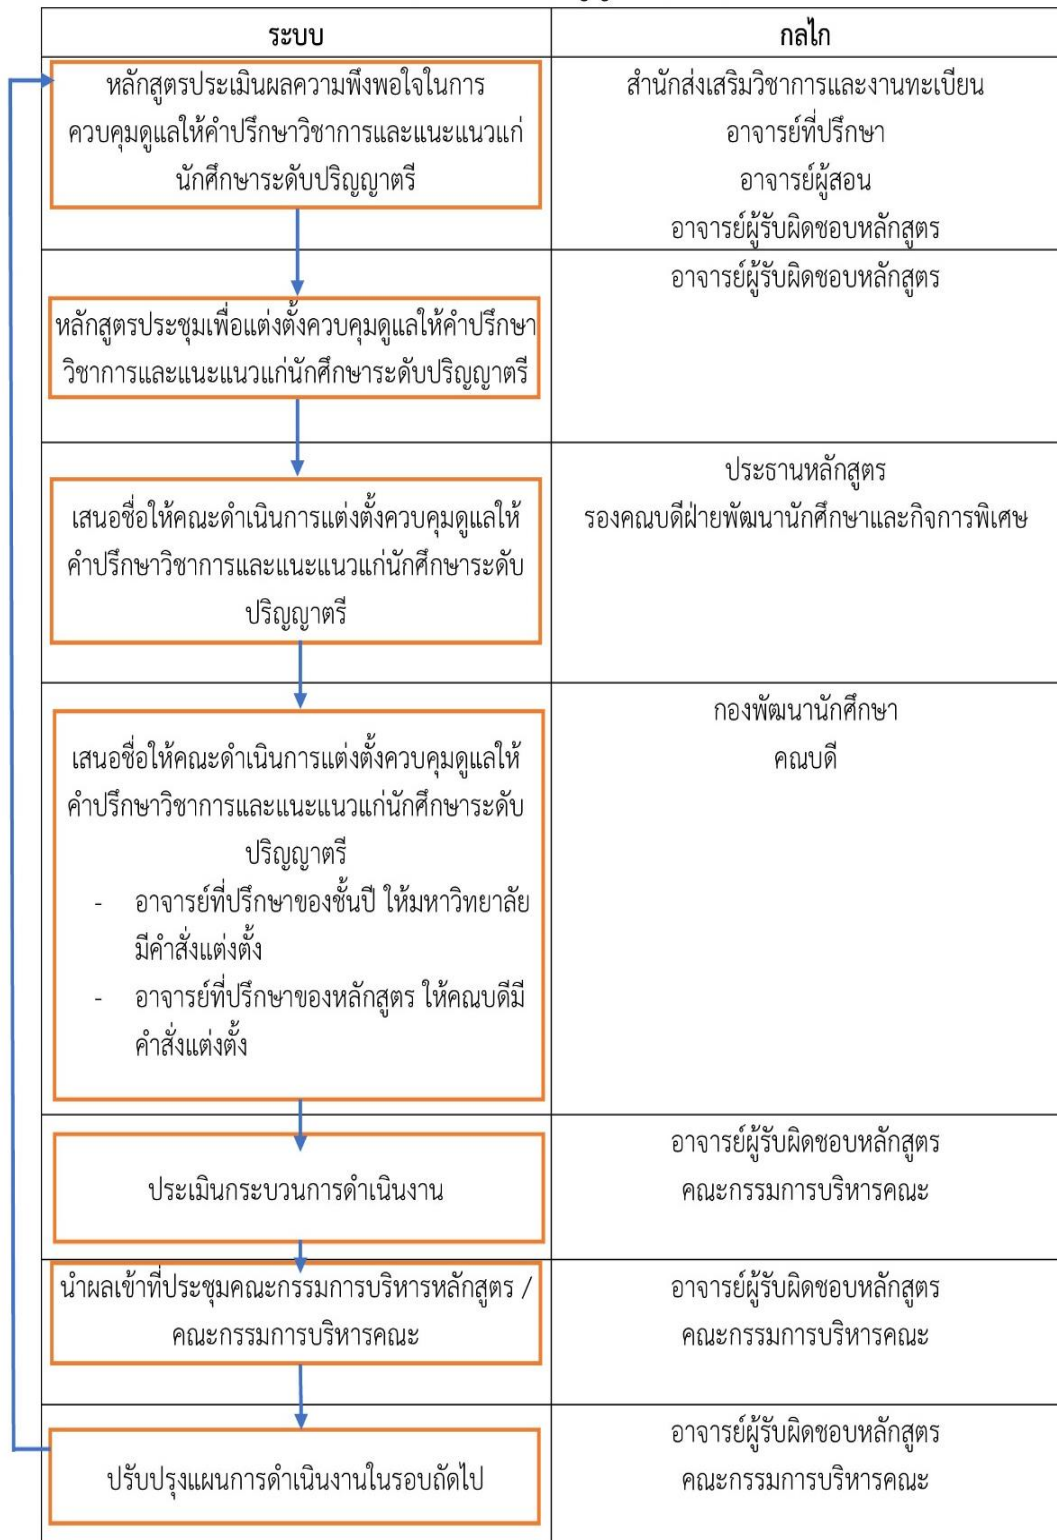 ระบบ
กลไก
หลักสูตรประเมินผลความพึงพอใจในการ
ควบคุมดูแลให้คำปรึกษาวิชาการและแนะแนวแก่
นักศึกษาระดับปริญญาตรี
สำนักส่งเสริมวิชาการและงานทะเบียน
อาจารย์ที่ปรึกษา
อาจารย์ผู้สอน
อาจารย์ผู้รับผิดชอบหลักสูตร
หลักสูตรประชุมเพื่อแต่งตั้งควบคุมดูแลให้คำปรึกษา
วิชาการและแนะแนวแก่นักศึกษาระดับปริญญาตรี
อาจารย์ผู้รับผิดชอบหลักสูตร
เสนอชื่อให้คณะดำเนินการแต่งตั้งควบคุมดูแลให้
คำปรึกษาวิชาการและแนะแนวแก่นักศึกษาระดับ
ปริญญาตรี
ประธานหลักสูตร
รองคณบดีฝ่ายพัฒนานักศึกษาและกิจการพิเศษ
เสนอชื่อให้คณะดำเนินการแต่งตั้งควบคุมดูแลให้
คำปรึกษาวิชาการและแนะแนวแก่นักศึกษาระดับ
ปริญญาตรี
- อาจารย์ที่ปรึกษาของชั้นปี ให้มหาวิทยาลัย
มีคำสั่งแต่งตั้ง
- อาจารย์ที่ปรึกษาของหลักสูตร ให้คณบดีมี
คำสั่งแต่งตั้ง
กองพัฒนานักศึกษา
คณบดี
ประเมินกระบวนการดำเนินงาน
อาจารย์ผู้รับผิดชอบหลักสูตร
คณะกรรมการบริหารคณะ
นำผลเข้าที่ประชุมคณะกรรมการบริหารหลักสูตร /
คณะกรรมการบริหารคณะ
อาจารย์ผู้รับผิดชอบหลักสูตร
คณะกรรมการบริหารคณะ
ปรับปรุงแผนการดำเนินงานในรอบถัดไป
อาจารย์ผู้รับผิดชอบหลักสูตร
คณะกรรมการบริหารคณะ